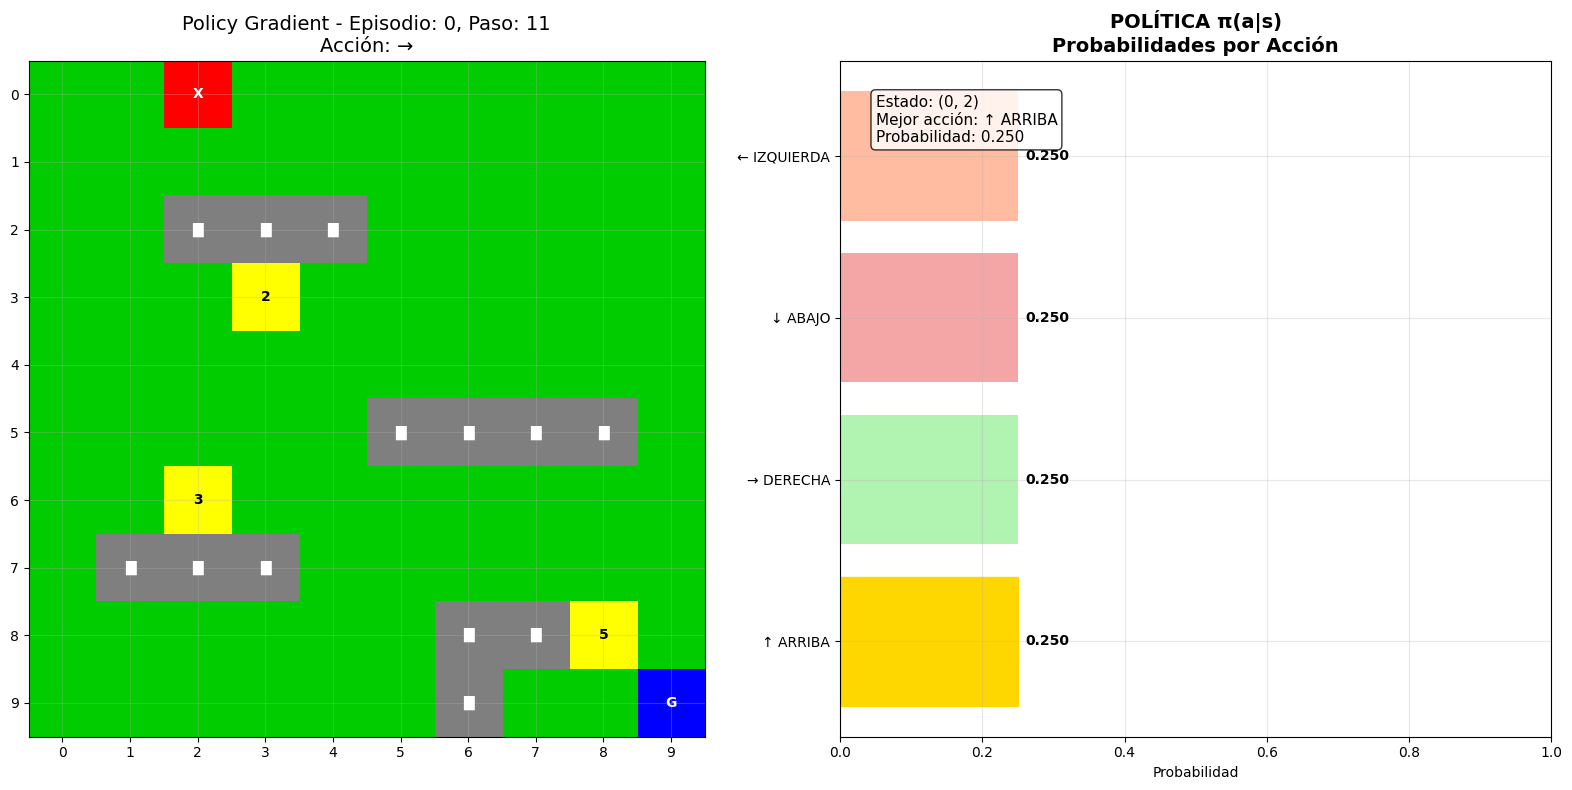 Policy Gradient - Episodio: 0, Paso: 11
Acción: →
0
1
2
3
4
5
6
7
8
9
X
2
3
5
G
0 1 2 3 4 5 6 7 8 9
POLÍTICA π(a|s)
Probabilidades por Acción
Estado: (0, 2)
Mejor acción: ↑ ARRIBA
Probabilidad: 0.250
← IZQUIERDA 0.250
↓ ABAJO 0.250
→ DERECHA 0.250
↑ ARRIBA 0.250
0.0 0.2 0.4 0.6 0.8 1.0
Probabilidad